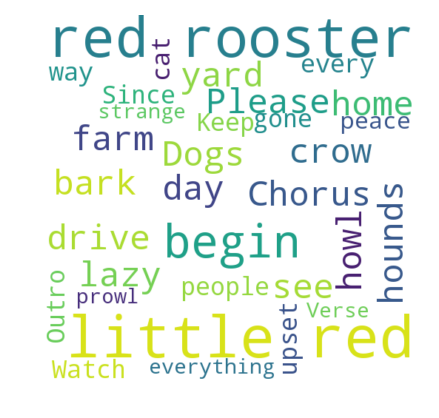 red rooster
way cat yard every
Since Please home
strange Keep gone peace
farm Dogs crow
bark day Chorus hounds
drive begin howl
lazy people see
Outro prowl Verse
little red
Watch everything upset